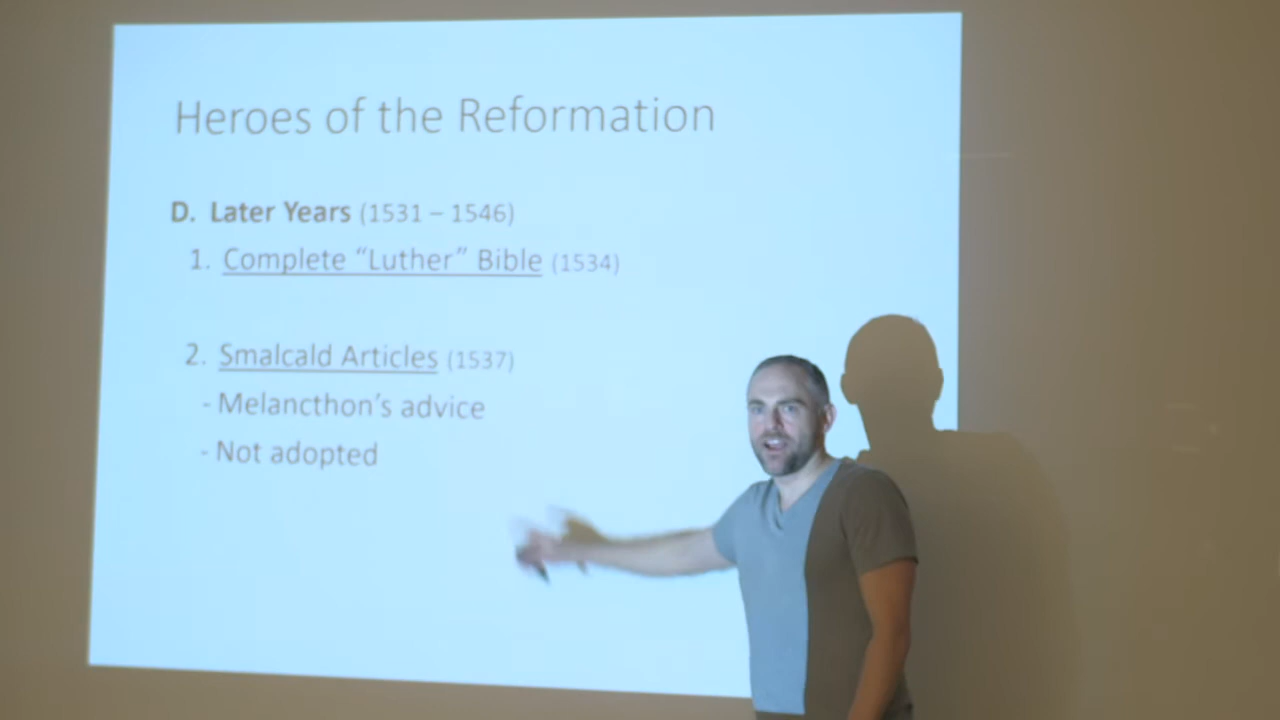 Heroes of the Reformation
D. Later Years (1531 – 1546)
1. Complete “Luther” Bible (1534)
2. Smalcald Articles (1537)
- Melancthon’s advice
- Not adopted